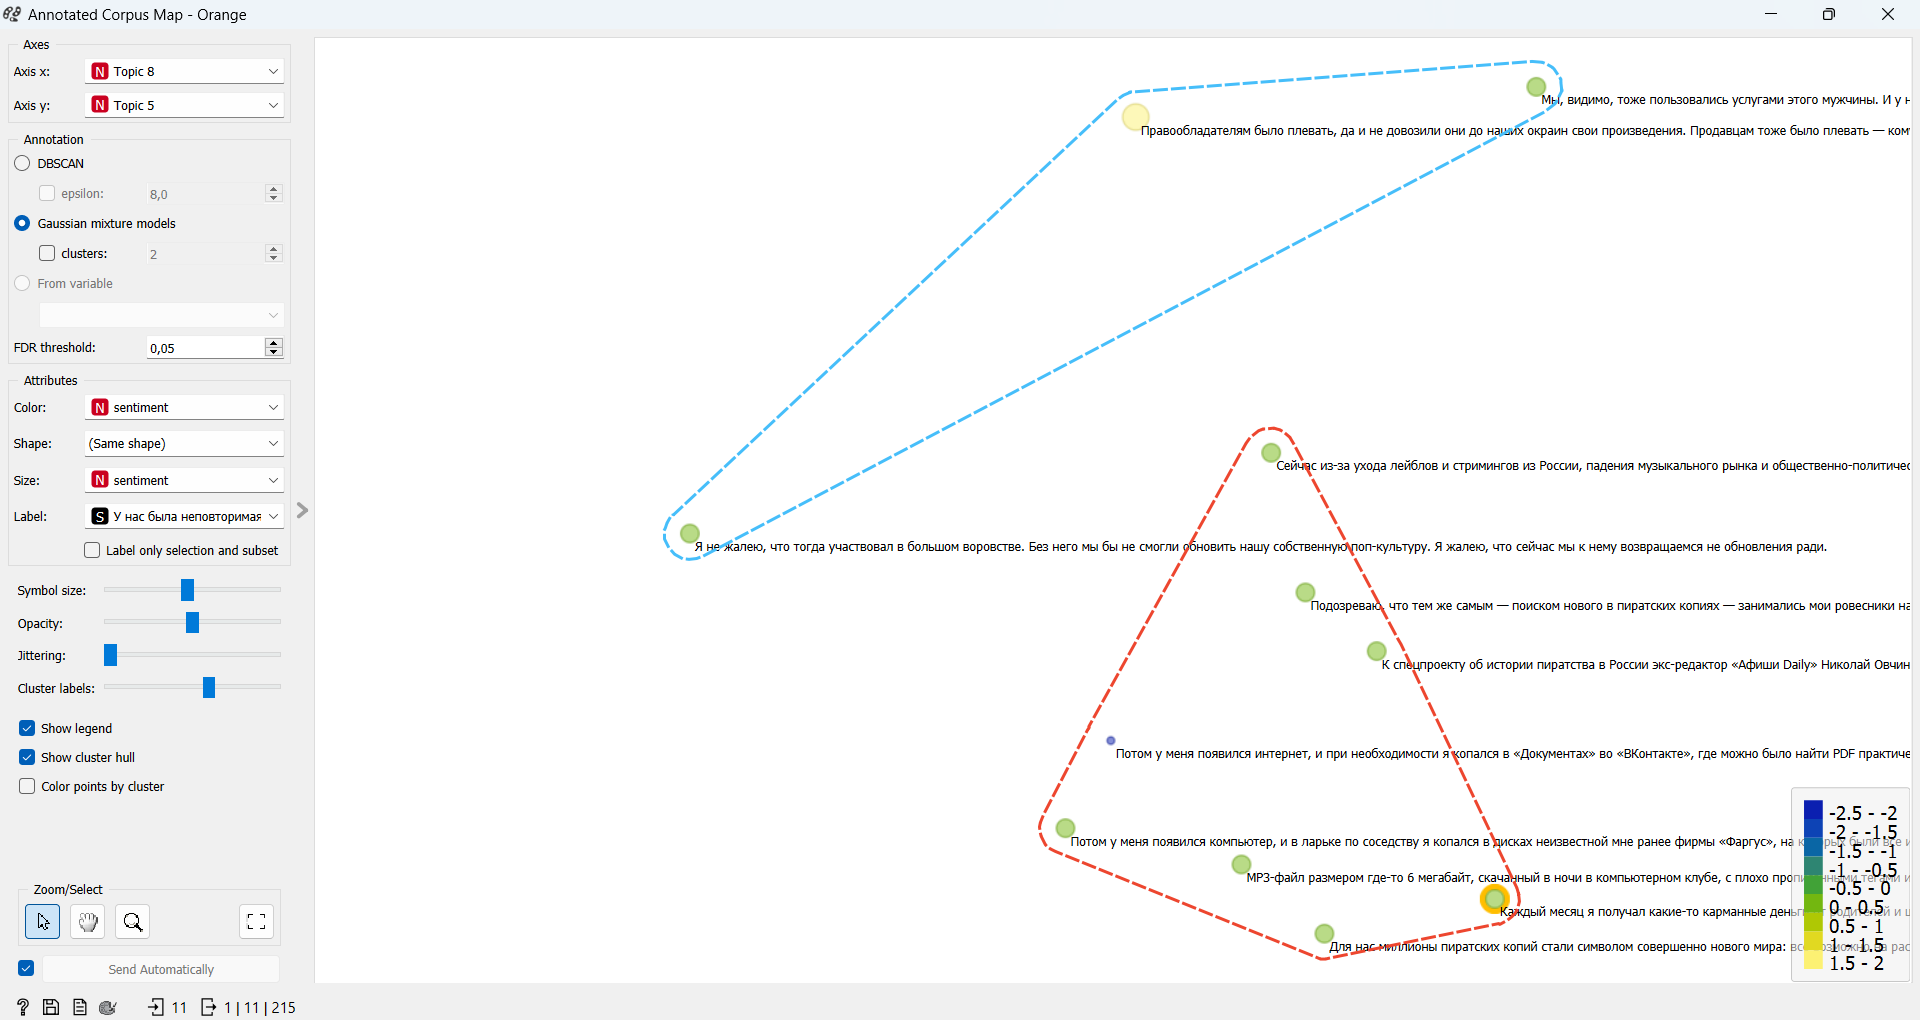 Annotated Corpus Map - Orange
Axes
Axis x: N Topic 8
Axis y: N Topic 5
Annotation
DBSCAN
epsilon: 8,0
Gaussian mixture models
clusters: 2
From variable
FDR threshold: 0,05
Attributes
Color: N sentiment
Shape: (Same shape)
Size: N sentiment
Label: S У нас была неповторимая
Label only selection and subset
Symbol size:
Opacity:
Jittering:
Cluster labels:
Show legend
Show cluster hull
Color points by cluster
Zoom/Select
Send Automatically
? 11 1 | 11 | 215
Мы, видимо, тоже пользовались услугами этого мужчины. И у н
Правообладателям было плевать, да и не довозили они до наших окраин свои произведения. Продавцам тоже было плевать — ком
Сейчас из-за ухода лейблов и стримингов из России, падения музыкального рынка и общественно-политичес
Я не жалею, что тогда участвовал в большом воровстве. Без него мы бы не смогли обновить нашу собственную поп-культуру. Я жалею, что сейчас мы к нему возвращаемся не обновления ради.
Подозреваю, что тем же самым — поиском нового в пиратских копиях — занимались мои ровесники на
К спецпроекту об истории пиратства в России экс-редактор «Афиши Daily» Николай Овчин
Потом у меня появился интернет, и при необходимости я копался в «Документах» во «ВКонтакте», где можно было найти PDF практиче
Потом у меня появился компьютер, и в ларьке по соседству я копался в дисках неизвестной мне ранее фирмы «Фаргус», на которых были все и
MP3-файл размером где-то 6 мегабайт, скачанный в ночи в компьютерном клубе, с плохо прописанными тегами и
Каждый месяц я получал какие-то карманные деньги от родителей и ш
Для нас миллионы пиратских копий стали символом совершенно нового мира: все возможно, на рас
-2.5 - -2
-2 - -1.5
-1.5 - -1
-1 - -0.5
-0.5 - 0
0 - 0.5
0.5 - 1
1 - 1.5
1.5 - 2